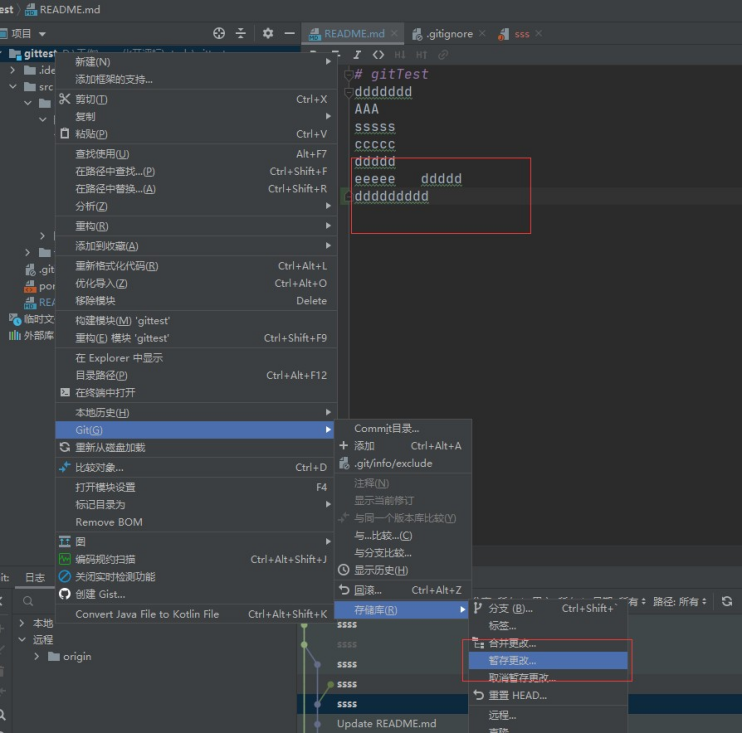 est › README.md
项目
README.md
.gitignore
sss
gittest
# gitTest
ddddddd
AAA
sssss
ccccc
ddddd
eeeee ddddd
ddddddddd
.ide
src
.git
REA
临时文
外部库
新建(N)
添加框架的支持...
剪切(T) Ctrl+X
复制
粘贴(P) Ctrl+V
查找使用(U) Alt+F7
在路径中查找...(P) Ctrl+Shift+F
在路径中替换...(A) Ctrl+Shift+R
分析(Z)
重构(R)
添加到收藏(A)
重新格式化代码(R) Ctrl+Alt+L
优化导入(Z) Ctrl+Alt+O
移除模块 Delete
构建模块(M) 'gittest'
重构(E) 模块 'gittest' Ctrl+Shift+F9
在 Explorer 中显示
目录路径(P) Ctrl+Alt+F12
在终端中打开
本地历史(H)
Git(G)
重新从磁盘加载
比较对象... Ctrl+D
打开模块设置 F4
标记目录为
Remove BOM
图
编码规约扫描 Ctrl+Alt+Shift+J
关闭实时检测功能
创建 Gist...
Convert Java File to Kotlin File Ctrl+Alt+Shift+K
Commit目录...
添加 Ctrl+Alt+A
.git/info/exclude
注释(N)
显示当前修订
与同一个版本库比较(Y)
与...比较...(C)
与分支比较...
显示历史(H)
回滚... Ctrl+Alt+Z
存储库(R)
分支 (B)... Ctrl+Shift+`
标签...
合并更改...
暂存更改...
取消暂存更改...
重置 HEAD...
远程...
it: 日志
路径: 所有
本地
远程
origin
ssss
ssss
ssss
ssss
ssss
Update README.md